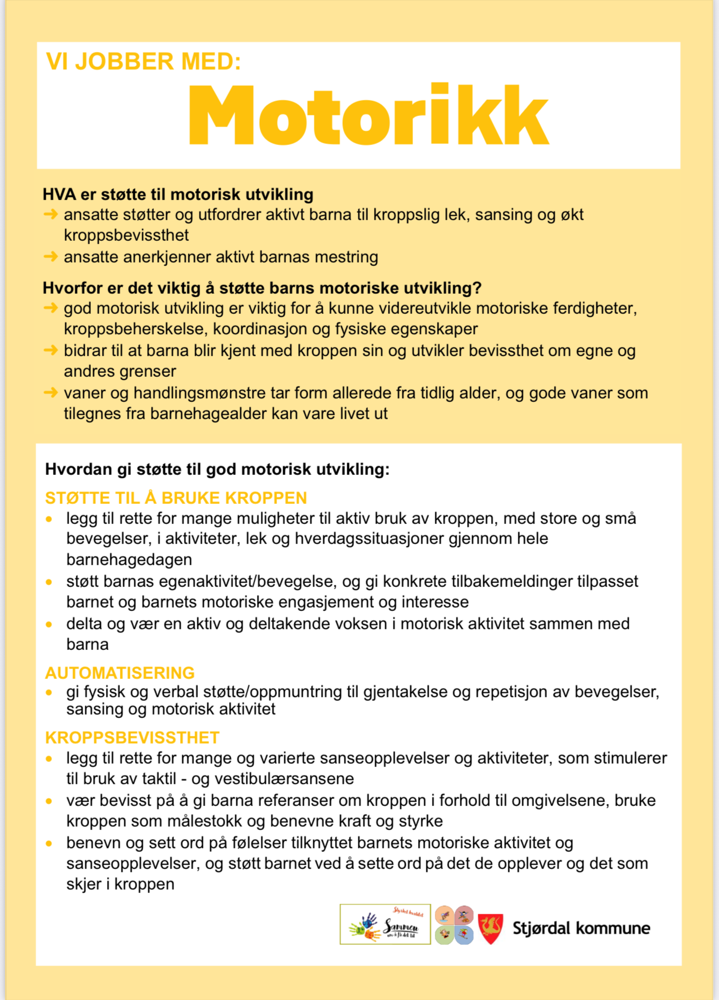 VI JOBBER MED:
Motorikk
HVA er støtte til motorisk utvikling
➔ ansatte støtter og utfordrer aktivt barna til kroppslig lek, sansing og økt
kroppsbevissthet
➔ ansatte anerkjenner aktivt barnas mestring
Hvorfor er det viktig å støtte barns motoriske utvikling?
➔ god motorisk utvikling er viktig for å kunne videreutvikle motoriske ferdigheter,
kroppsbeherskelse, koordinasjon og fysiske egenskaper
➔ bidrar til at barna blir kjent med kroppen sin og utvikler bevissthet om egne og
andres grenser
➔ vaner og handlingsmønstre tar form allerede fra tidlig alder, og gode vaner som
tilegnes fra barnehagealder kan vare livet ut
Hvordan gi støtte til god motorisk utvikling:
STØTTE TIL Å BRUKE KROPPEN
• legg til rette for mange muligheter til aktiv bruk av kroppen, med store og små
bevegelser, i aktiviteter, lek og hverdagssituasjoner gjennom hele
barnehagedagen
• støtt barnas egenaktivitet/bevegelse, og gi konkrete tilbakemeldinger tilpasset
barnet og barnets motoriske engasjement og interesse
• delta og vær en aktiv og deltakende voksen i motorisk aktivitet sammen med
barna
AUTOMATISERING
• gi fysisk og verbal støtte/oppmuntring til gjentakelse og repetisjon av bevegelser,
sansing og motorisk aktivitet
KROPPSBEVISSTHET
• legg til rette for mange og varierte sanseopplevelser og aktiviteter, som stimulerer
til bruk av taktil - og vestibulærsansene
• vær bevisst på å gi barna referanser om kroppen i forhold til omgivelsene, bruke
kroppen som målestokk og benevne kraft og styrke
• benevn og sett ord på følelser tilknyttet barnets motoriske aktivitet og
sanseopplevelser, og støtt barnet ved å sette ord på det de opplever og det som
skjer i kroppen
Styrket kvalitet
Sammen
om å få det til
Stjørdal kommune